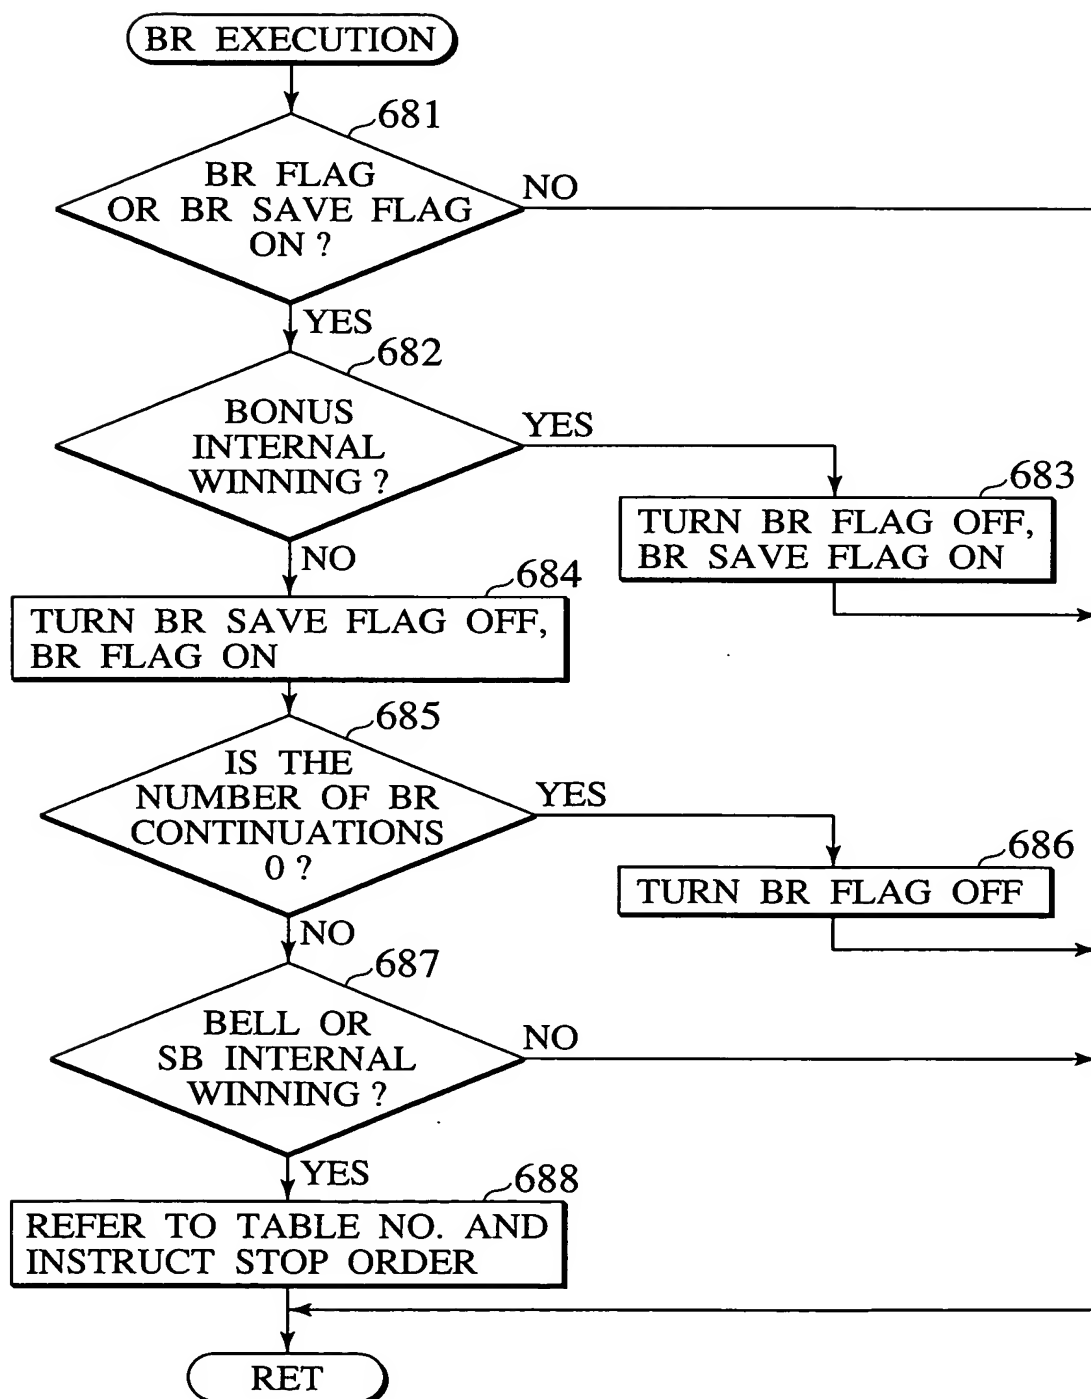 BR EXECUTION
681
BR FLAG
OR BR SAVE FLAG
ON ?
NO
YES
682
BONUS
INTERNAL
WINNING ?
YES
683
TURN BR FLAG OFF,
BR SAVE FLAG ON
NO
684
TURN BR SAVE FLAG OFF,
BR FLAG ON
685
IS THE
NUMBER OF BR
CONTINUATIONS
0 ?
YES
686
TURN BR FLAG OFF
NO
687
BELL OR
SB INTERNAL
WINNING ?
NO
YES
688
REFER TO TABLE NO. AND
INSTRUCT STOP ORDER
RET